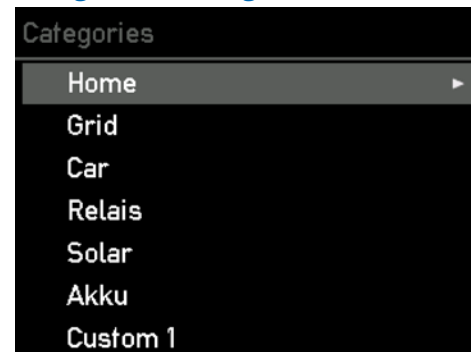 Categories
Home
Grid
Car
Relais
Solar
Akku
Custom 1